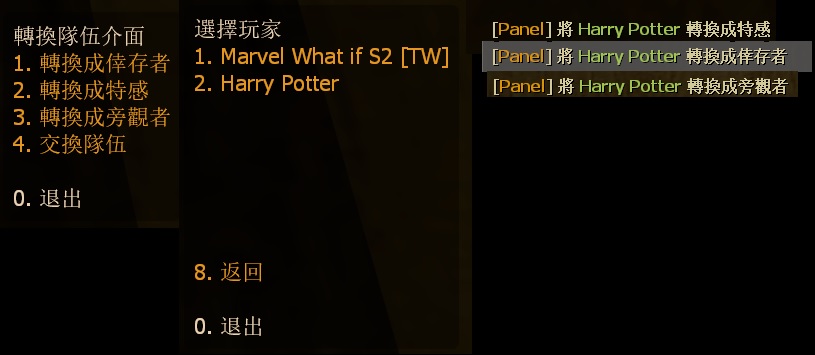 轉換隊伍介面
1. 轉換成倖存者
2. 轉換成特感
3. 轉換成旁觀者
4. 交換隊伍
0. 退出
選擇玩家
1. Marvel What if S2 [TW]
2. Harry Potter
8. 返回
0. 退出
[Panel] 將 Harry Potter 轉換成特感
[Panel] 將 Harry Potter 轉換成倖存者
[Panel] 將 Harry Potter 轉換成旁觀者